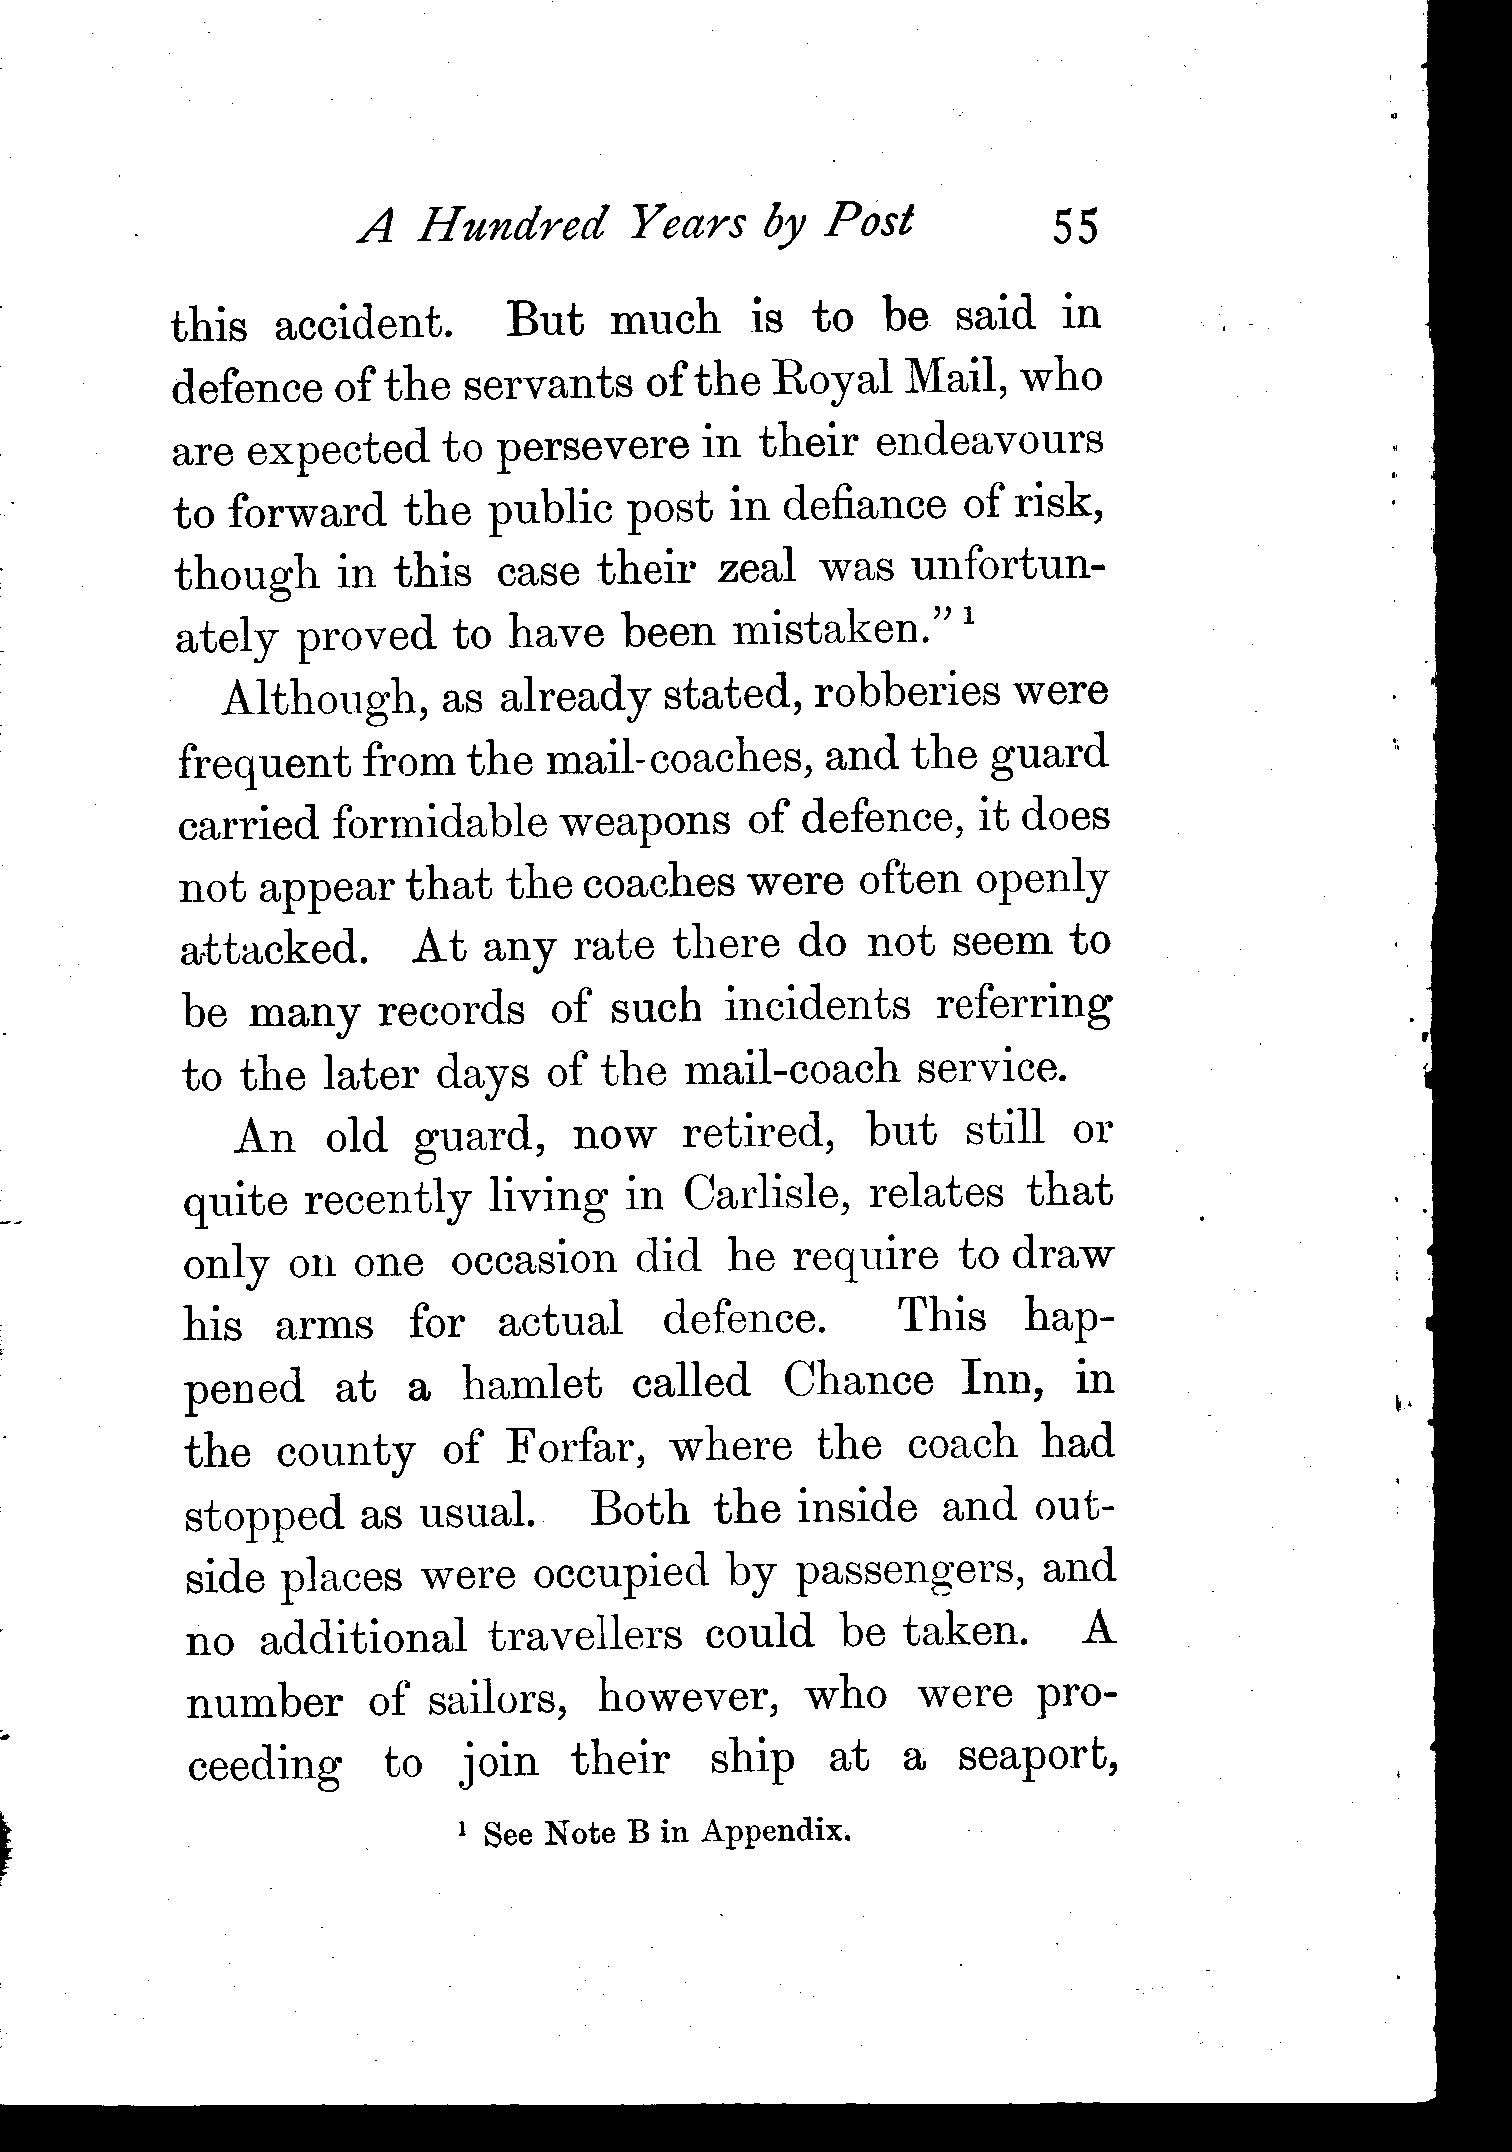 A Hundred Years by Post 55
this accident. But much is to be said in
defence of the servants of the Royal Mail, who
are expected to persevere in their endeavours
to forward the public post in defiance of risk,
though in this case their zeal was unfortun-
ately proved to have been mistaken.” ¹
Although, as already stated, robberies were
frequent from the mail-coaches, and the guard
carried formidable weapons of defence, it does
not appear that the coaches were often openly
attacked. At any rate there do not seem to
be many records of such incidents referring
to the later days of the mail-coach service.
An old guard, now retired, but still or
quite recently living in Carlisle, relates that
only on one occasion did he require to draw
his arms for actual defence. This hap-
pened at a hamlet called Chance Inn, in
the county of Forfar, where the coach had
stopped as usual. Both the inside and out-
side places were occupied by passengers, and
no additional travellers could be taken. A
number of sailors, however, who were pro-
ceeding to join their ship at a seaport,
¹ See Note B in Appendix.